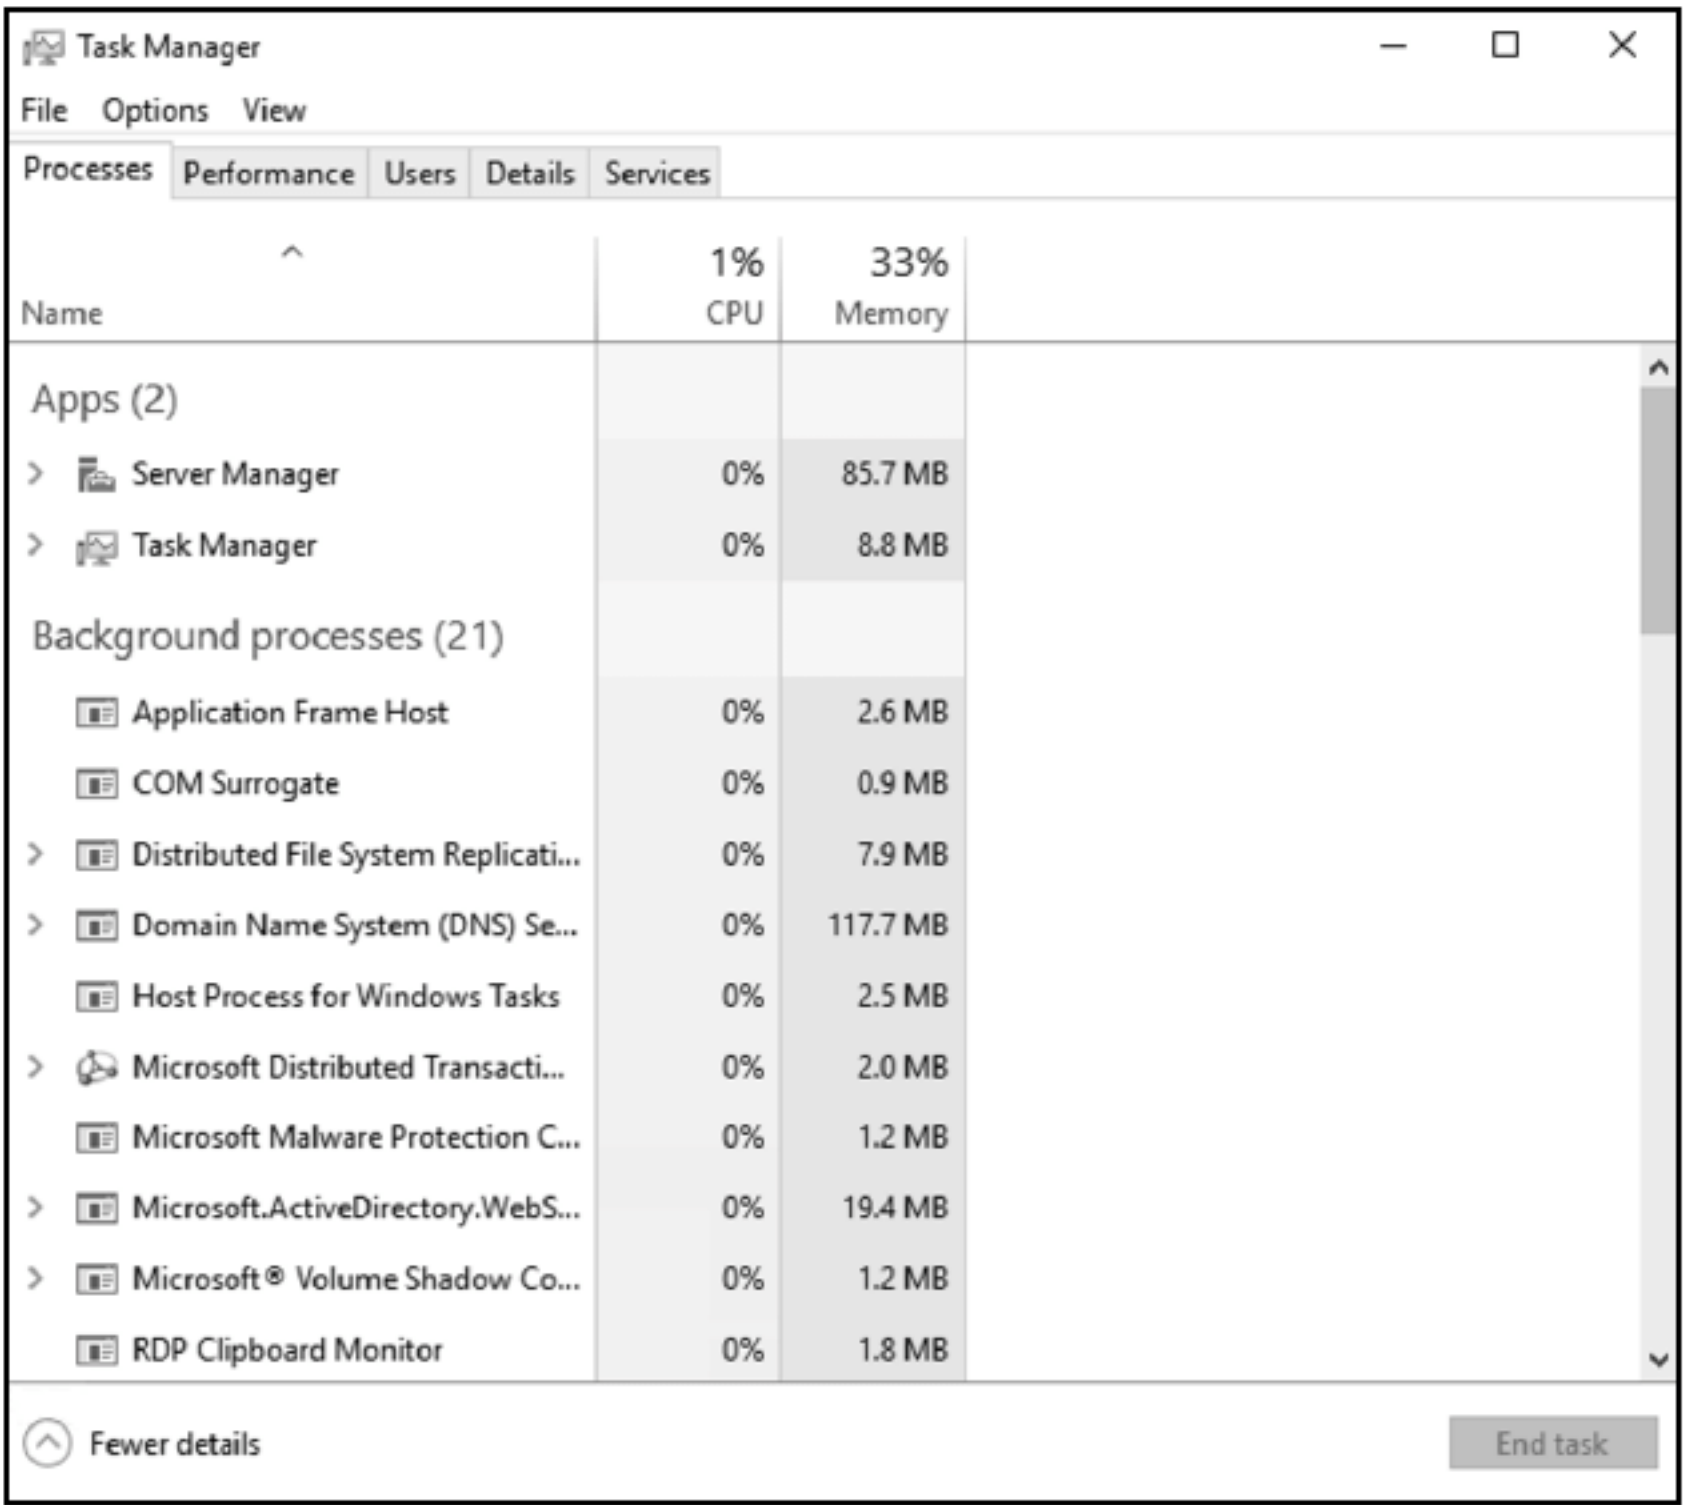 Task Manager
File Options View
Processes Performance Users Details Services
1% 33%
Name CPU Memory
Apps (2)
Server Manager 0% 85.7 MB
Task Manager 0% 8.8 MB
Background processes (21)
Application Frame Host 0% 2.6 MB
COM Surrogate 0% 0.9 MB
Distributed File System Replicati... 0% 7.9 MB
Domain Name System (DNS) Se... 0% 117.7 MB
Host Process for Windows Tasks 0% 2.5 MB
Microsoft Distributed Transacti... 0% 2.0 MB
Microsoft Malware Protection C... 0% 1.2 MB
Microsoft.ActiveDirectory.WebS... 0% 19.4 MB
Microsoft® Volume Shadow Co... 0% 1.2 MB
RDP Clipboard Monitor 0% 1.8 MB
Fewer details End task